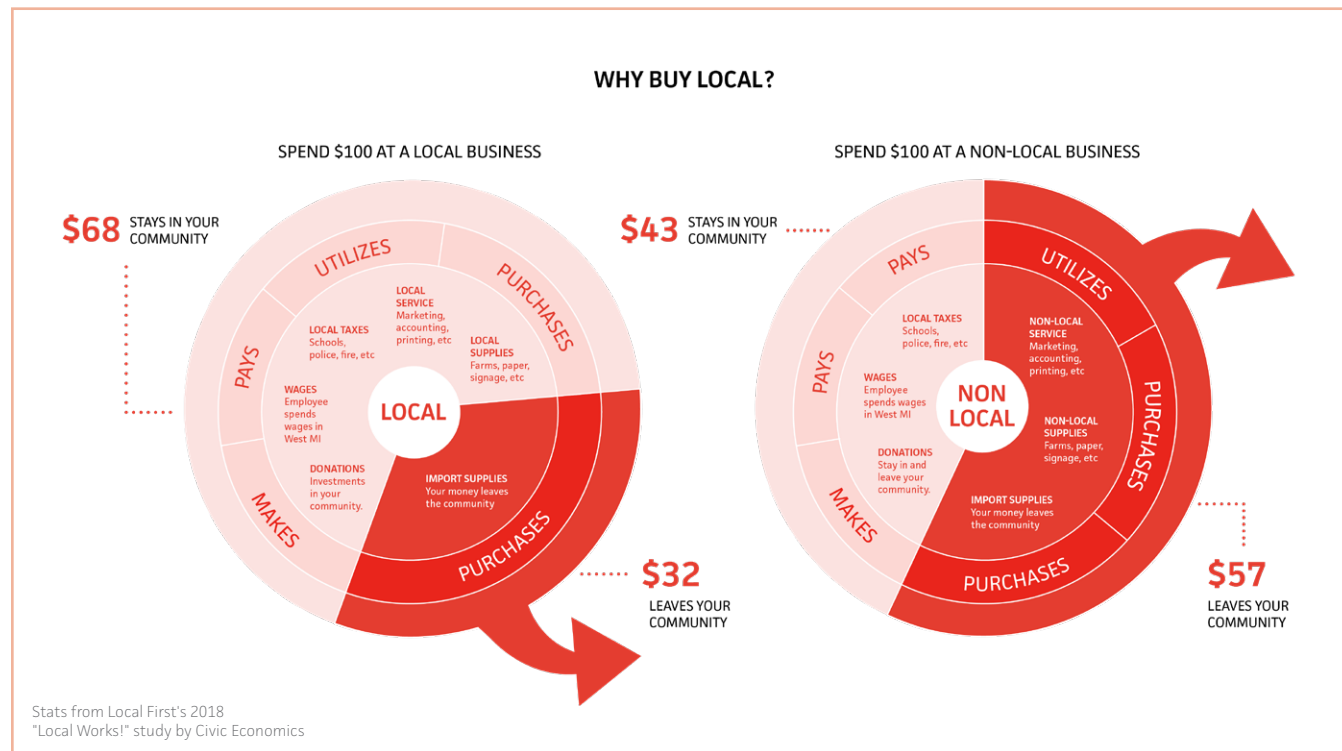 WHY BUY LOCAL?
SPEND $100 AT A LOCAL BUSINESS
$68
STAYS IN YOUR
COMMUNITY
UTILIZES
PURCHASES
PAYS
MAKES
PURCHASES
LOCAL
SERVICE
Marketing,
accounting,
printing, etc
LOCAL TAXES
Schools,
police, fire, etc
LOCAL
SUPPLIES
Farms, paper,
signage, etc
WAGES
Employee
spends
wages in
West MI
LOCAL
DONATIONS
Investments
in your
community.
IMPORT SUPPLIES
Your money leaves
the community
$32
LEAVES YOUR
COMMUNITY
SPEND $100 AT A NON-LOCAL BUSINESS
$43
STAYS IN YOUR
COMMUNITY
PAYS
UTILIZES
PAYS
PURCHASES
MAKES
PURCHASES
LOCAL TAXES
Schools,
police, fire, etc
NON-LOCAL
SERVICE
Marketing,
accounting,
printing, etc
WAGES
Employee
spends wages
in West MI
NON
LOCAL
NON-LOCAL
SUPPLIES
Farms, paper,
signage, etc
DONATIONS
Stay in and
leave your
community.
IMPORT SUPPLIES
Your money leaves
the community
$57
LEAVES YOUR
COMMUNITY
Stats from Local First's 2018
"Local Works!" study by Civic Economics